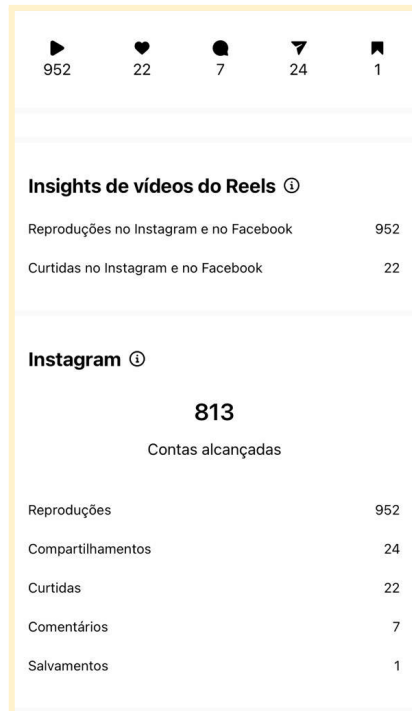 952 22 7 24 1
Insights de vídeos do Reels
Reproduções no Instagram e no Facebook 952
Curtidas no Instagram e no Facebook 22
Instagram
813
Contas alcançadas
Reproduções 952
Compartilhamentos 24
Curtidas 22
Comentários 7
Salvamentos 1